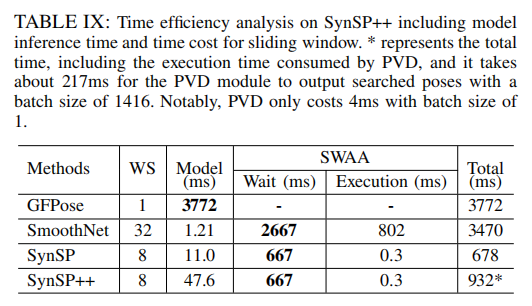 TABLE IX: Time efficiency analysis on SynSP++ including model
inference time and time cost for sliding window. * represents the total
time, including the execution time consumed by PVD, and it takes
about 217ms for the PVD module to output searched poses with a
batch size of 1416. Notably, PVD only costs 4ms with batch size of
1.
Methods WS Model (ms) SWAA Total (ms)
Wait (ms) Execution (ms)
GFPose 1 3772 - - 3772
SmoothNet 32 1.21 2667 802 3470
SynSP 8 11.0 667 0.3 678
SynSP++ 8 47.6 667 0.3 932*